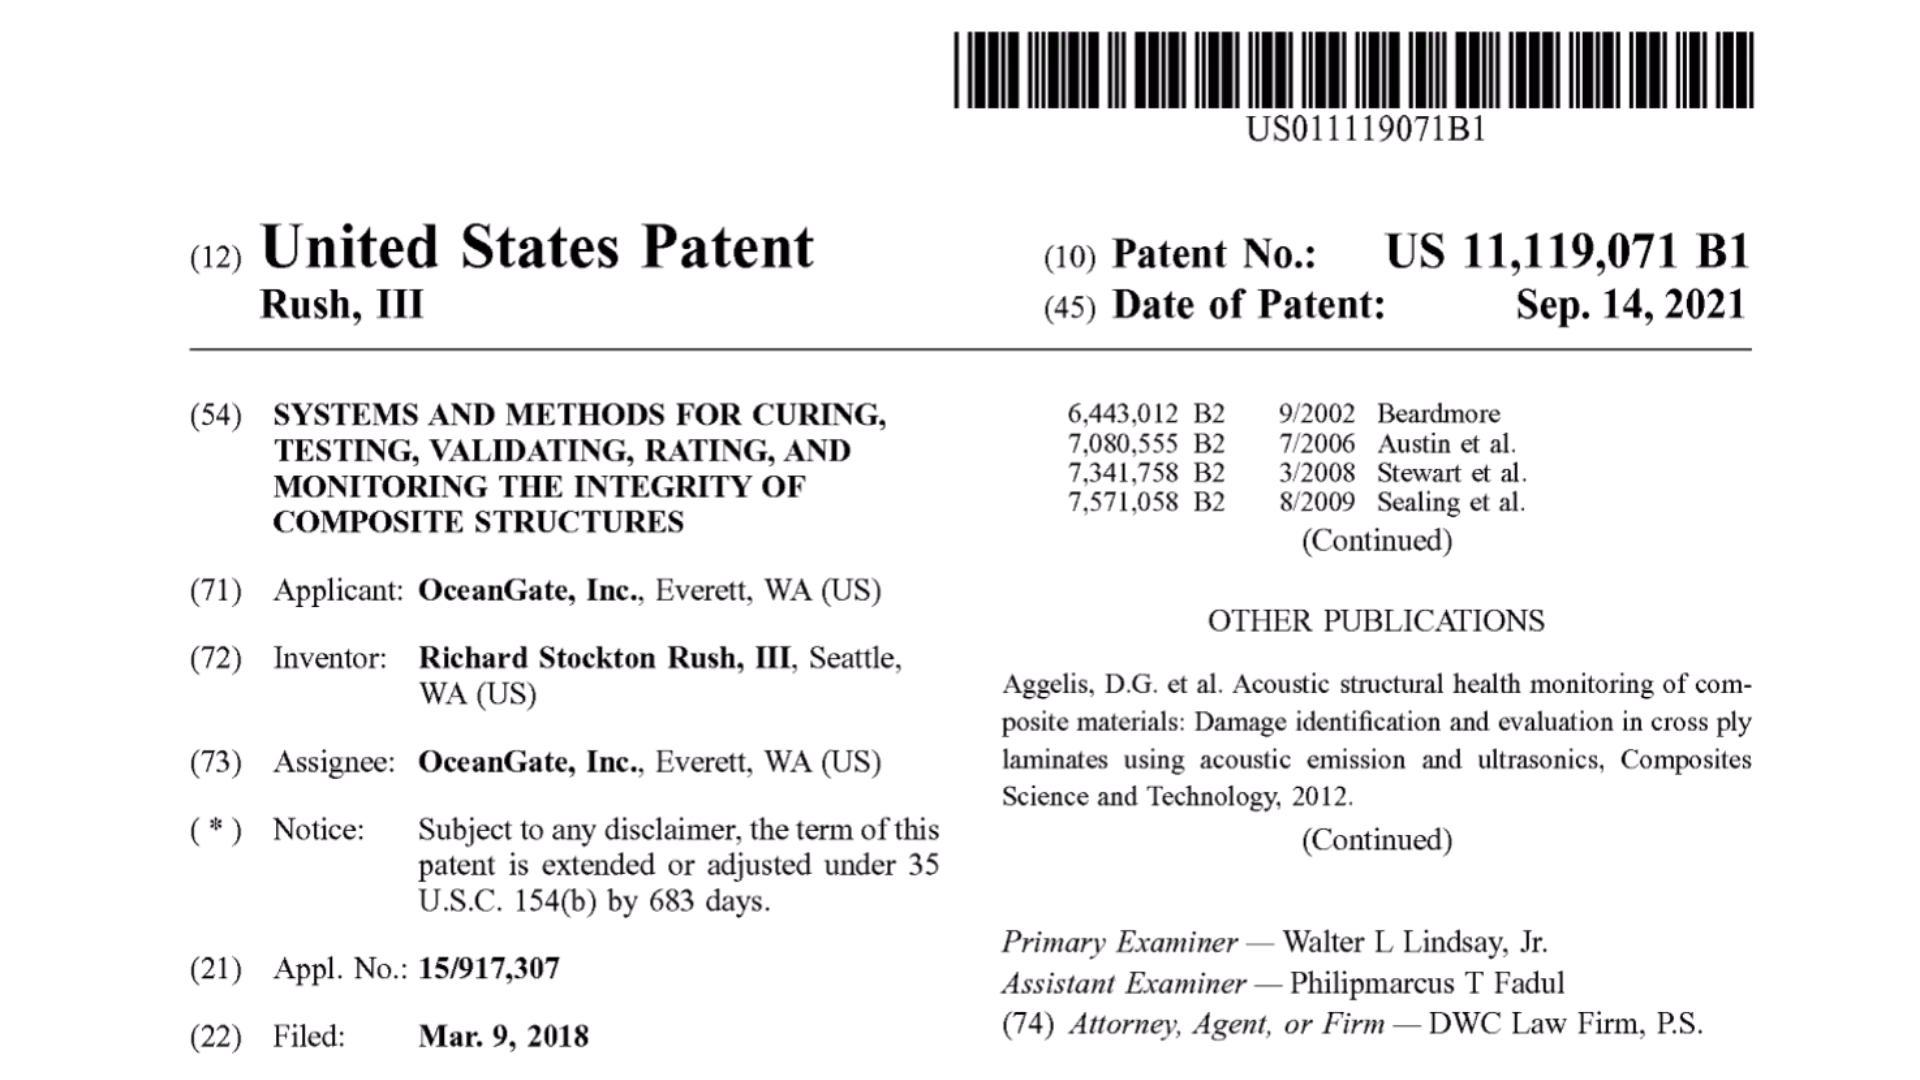 US011119071B1
(12) United States Patent
Rush, III
(10) Patent No.: US 11,119,071 B1
(45) Date of Patent: Sep. 14, 2021
(54) SYSTEMS AND METHODS FOR CURING,
TESTING, VALIDATING, RATING, AND
MONITORING THE INTEGRITY OF
COMPOSITE STRUCTURES
(71) Applicant: OceanGate, Inc., Everett, WA (US)
(72) Inventor: Richard Stockton Rush, III, Seattle,
WA (US)
(73) Assignee: OceanGate, Inc., Everett, WA (US)
( * ) Notice: Subject to any disclaimer, the term of this
patent is extended or adjusted under 35
U.S.C. 154(b) by 683 days.
(21) Appl. No.: 15/917,307
(22) Filed: Mar. 9, 2018
6,443,012 B2 9/2002 Beardmore
7,080,555 B2 7/2006 Austin et al.
7,341,758 B2 3/2008 Stewart et al.
7,571,058 B2 8/2009 Sealing et al.
(Continued)
OTHER PUBLICATIONS
Aggelis, D.G. et al. Acoustic structural health monitoring of com-
posite materials: Damage identification and evaluation in cross ply
laminates using acoustic emission and ultrasonics, Composites
Science and Technology, 2012.
(Continued)
Primary Examiner — Walter L Lindsay, Jr.
Assistant Examiner — Philipmarcus T Fadul
(74) Attorney, Agent, or Firm — DWC Law Firm, P.S.